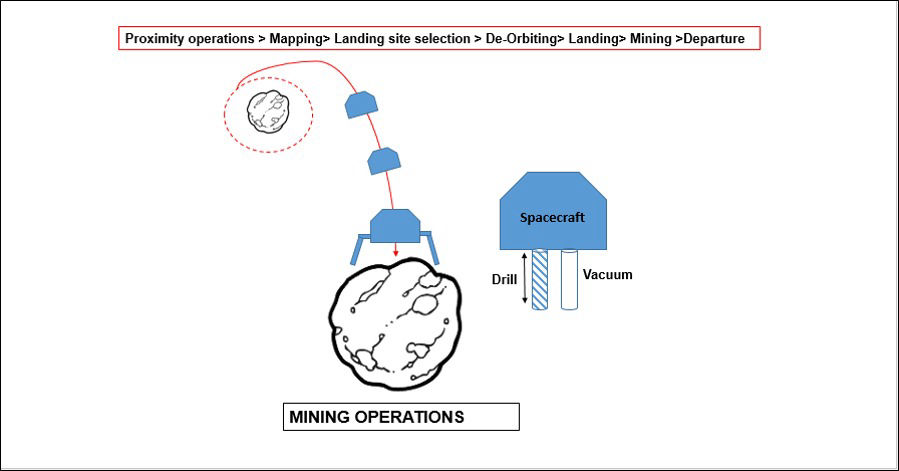 Proximity operations > Mapping> Landing site selection > De-Orbiting> Landing> Mining >Departure
Spacecraft
Drill
Vacuum
MINING OPERATIONS